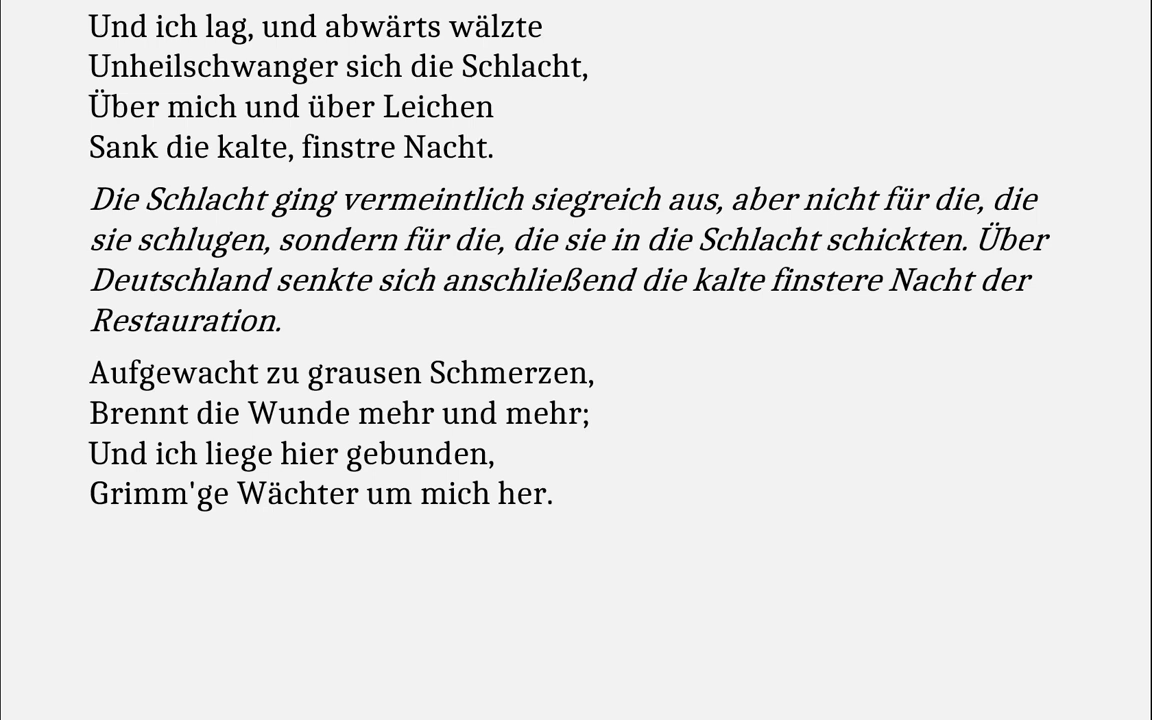 Und ich lag, und abwärts wälzte
Unheilschwanger sich die Schlacht,
Über mich und über Leichen
Sank die kalte, finstre Nacht.
Die Schlacht ging vermeintlich siegreich aus, aber nicht für die, die
sie schlugen, sondern für die, die sie in die Schlacht schickten. Über
Deutschland senkte sich anschließend die kalte finstere Nacht der
Restauration.
Aufgewacht zu grausen Schmerzen,
Brennt die Wunde mehr und mehr;
Und ich liege hier gebunden,
Grimm'ge Wächter um mich her.